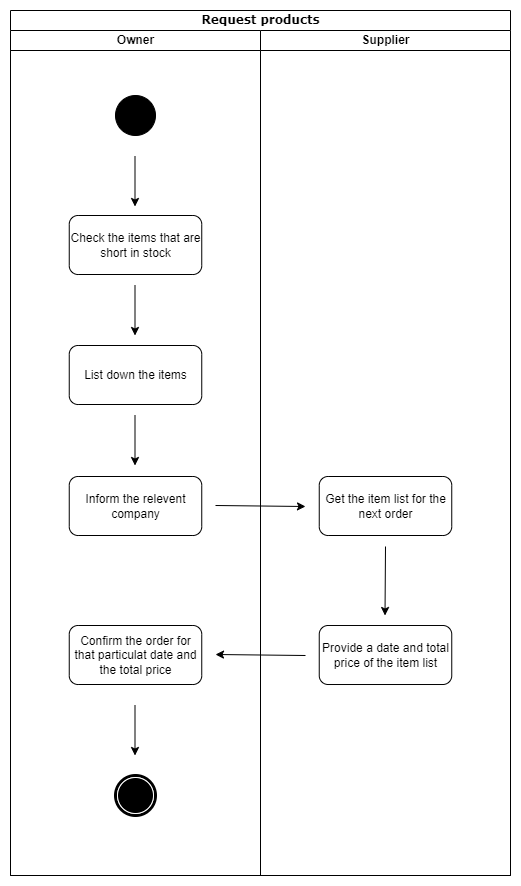 Request products
Owner
Supplier
Check the items that are
short in stock
List down the items
Inform the relevent
company
Get the item list for the
next order
Confirm the order for
that particulat date and
the total price
Provide a date and total
price of the item list